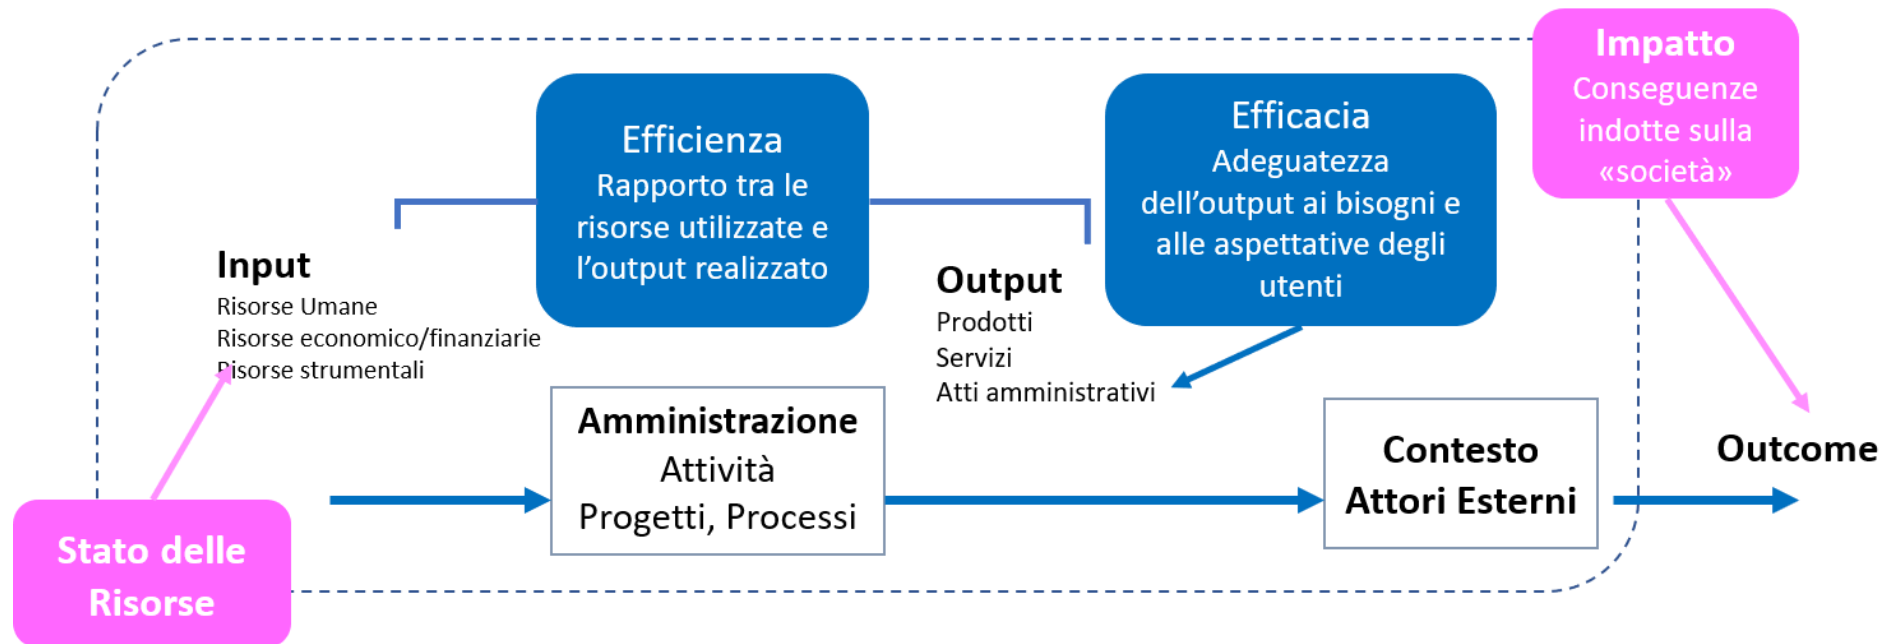 Impatto
Conseguenze
indotte sulla
«società»
Efficienza
Rapporto tra le
risorse utilizzate e
l'output realizzato
Efficacia
Adeguatezza
dell'output ai bisogni e
alle aspettative degli
utenti
Input
Risorse Umane
Risorse economico/finanziarie
Risorse strumentali
Output
Prodotti
Servizi
Atti amministrativi
Amministrazione
Attività
Progetti, Processi
Contesto
Attori Esterni
Outcome
Stato delle
Risorse